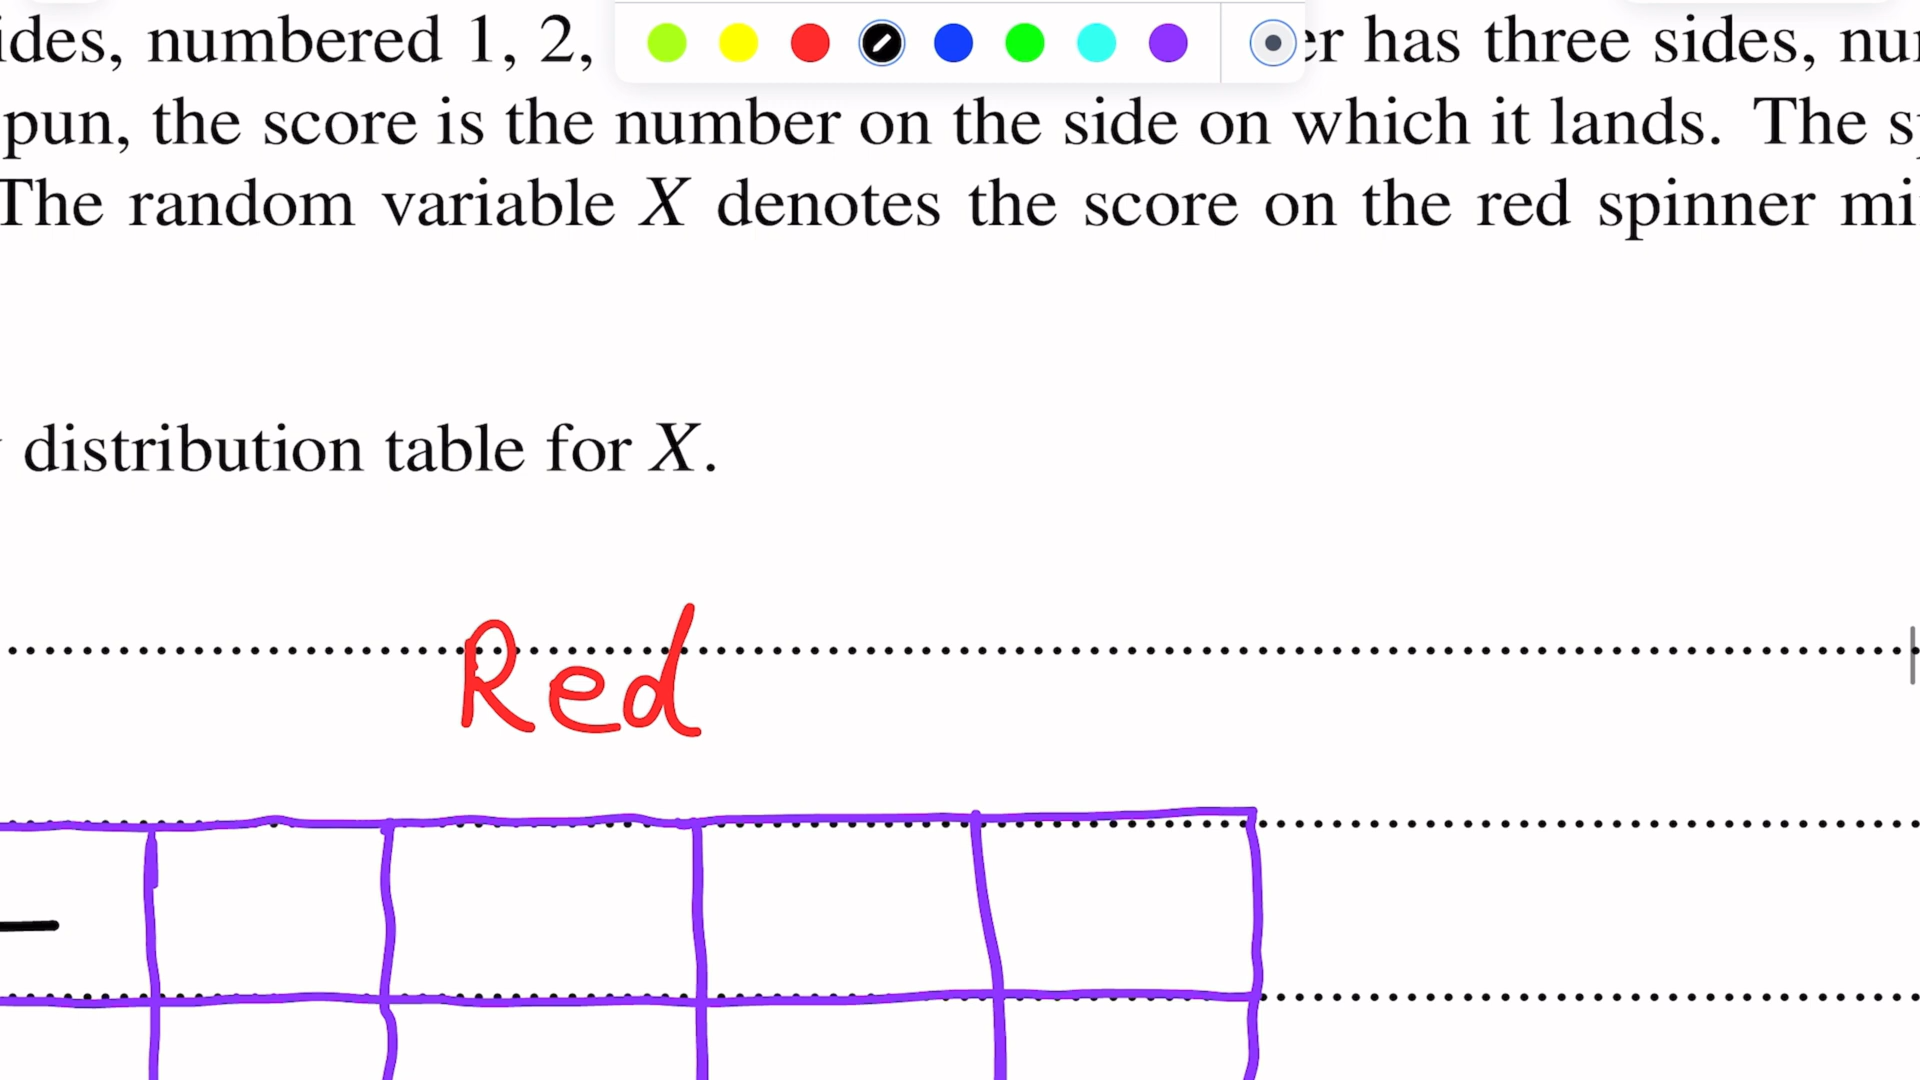 sides, numbered 1, 2, er has three sides, nu
pun, the score is the number on the side on which it lands. The s
The random variable X denotes the score on the red spinner mi
distribution table for X.
Red
—